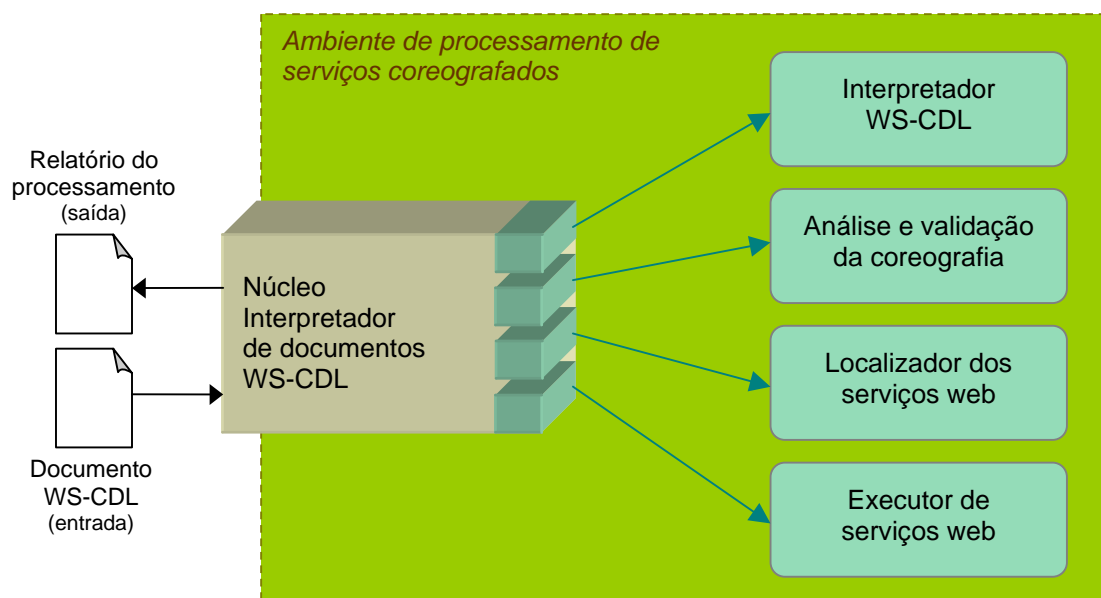 Ambiente de processamento de
serviços coreografados
Relatório do
processamento
(saída)
Núcleo
Interpretador
de documentos
WS-CDL
Documento
WS-CDL
(entrada)
Interpretador
WS-CDL
Análise e validação
da coreografia
Localizador dos
serviços web
Executor de
serviços web